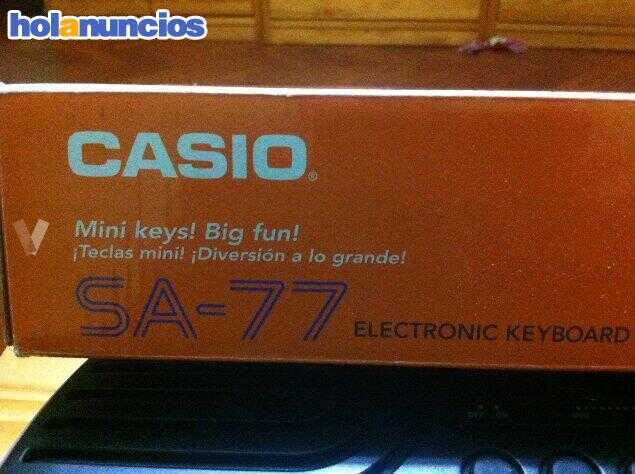 holanuncios
CASIO®
Mini keys! Big fun!
¡Teclas mini! ¡Diversión a lo grande!
SA-77 ELECTRONIC KEYBOARD